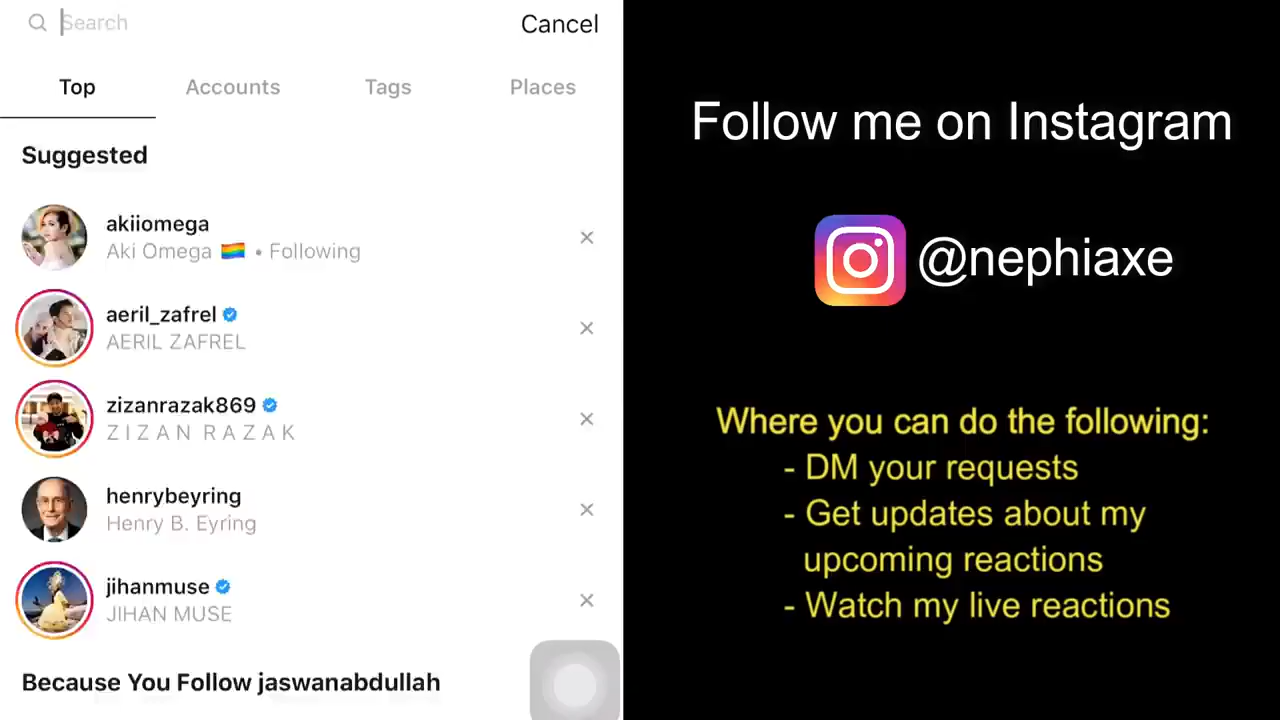 Search
Cancel
Top
Accounts
Tags
Places
Suggested
akiiomega
Aki Omega 🏳️‍🌈 • Following
aeril_zafrel
AERIL ZAFREL
zizanrazak869
Z I Z A N R A Z A K
henrybeyring
Henry B. Eyring
jihanmuse
JIHAN MUSE
Because You Follow jaswanabdullah
Follow me on Instagram
@nephiaxe
Where you can do the following:
- DM your requests
- Get updates about my
upcoming reactions
- Watch my live reactions